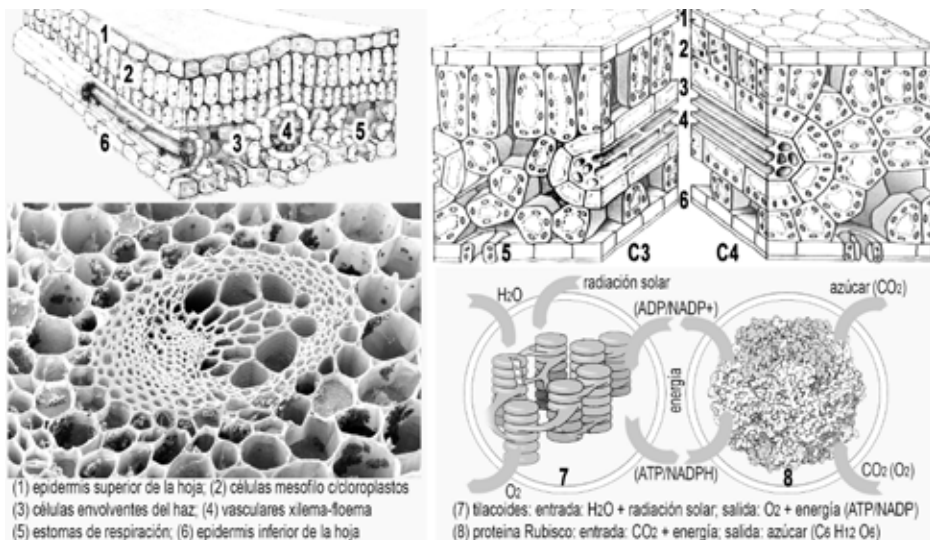 1
2
3
4
5
6
1
2
3
4
6
5
C3
C4
H2O
radiación solar
(ADP/NADP+)
azúcar (CO2)
energía
7
(ATP/NADPH)
8
O2
CO2 (O2)
(1) epidermis superior de la hoja; (2) células mesofilo c/cloroplastos
(3) células envolventes del haz; (4) vasculares xilema-floema
(5) estomas de respiración; (6) epidermis inferior de la hoja
(7) tilacoides: entrada: H2O + radiación solar; salida: O2 + energía (ATP/NADP)
(8) proteina Rubisco: entrada: CO2 + energía; salida: azúcar (C6 H12 O6)